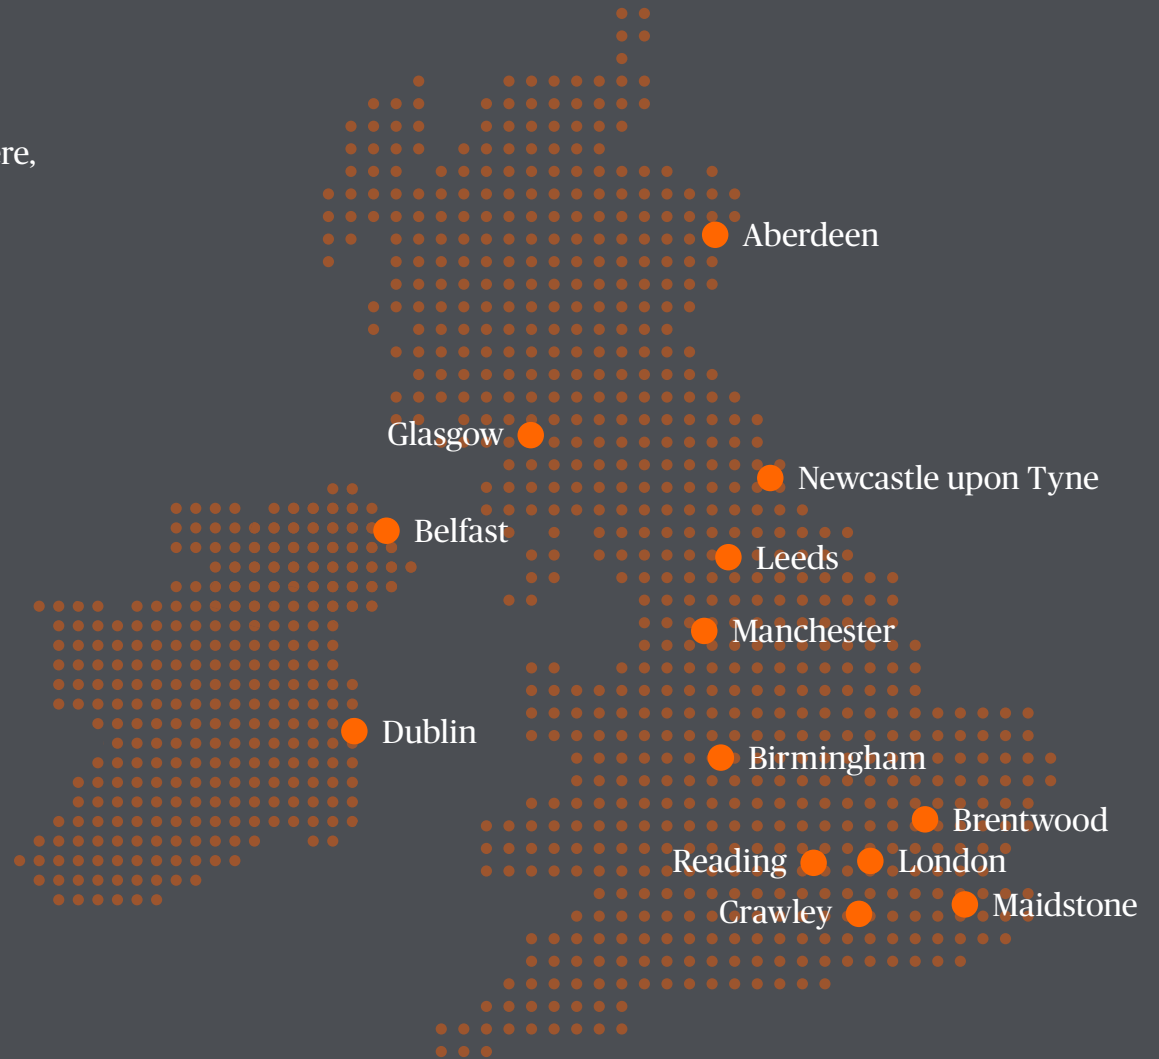 re,
Aberdeen
Glasgow
Newcastle upon Tyne
Belfast
Leeds
Manchester
Dublin
Birmingham
Brentwood
Reading
London
Maidstone
Crawley